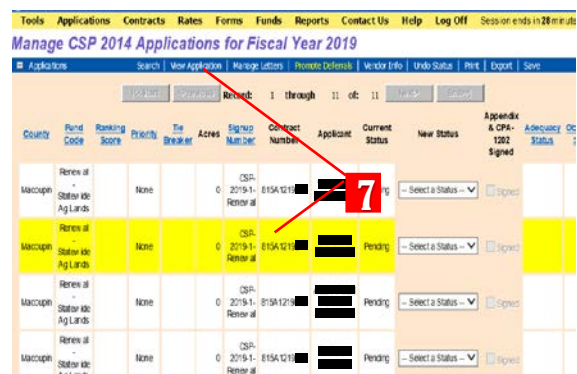 Tools Applications Contracts Rates Forms Funds Reports Contact Us Help Log Off Session ends in 28 minutes
Manage CSP 2014 Applications for Fiscal Year 2019
Applications Search | View Application | Manage Letters | Promote Deferrals | Vendor Info | Undo Status | Print | Export | Save
Record: 1 through 11 of: 11
County Fund Code Ranking Score Priority Tie Breaker Acres Signup Number Contract Number Applicant Current Status New Status Appendix & CPA-1202 Signed Adequacy Status
Macoupin Renewal - Statewide Ag Lands None 0 CSP-2019-1-Renewal 815A1219 7 -- Select a Status -- Signed
Macoupin Renewal - Statewide Ag Lands None 0 CSP-2019-1-Renewal 815A1219 Pending -- Select a Status -- Signed
Macoupin Renewal - Statewide Ag Lands None 0 CSP-2019-1-Renewal 815A1219 Pending -- Select a Status -- Signed
Macoupin Renewal - Statewide None 0 CSP-2019-1-Renewal 815A1219 Pending -- Select a Status -- Signed